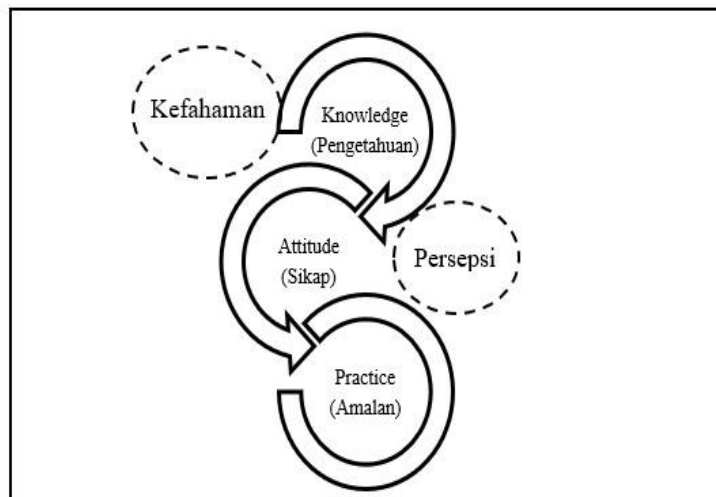 Kefahaman
Knowledge
(Pengetahuan)
Attitude
(Sikap)
Persepsi
Practice
(Amalan)